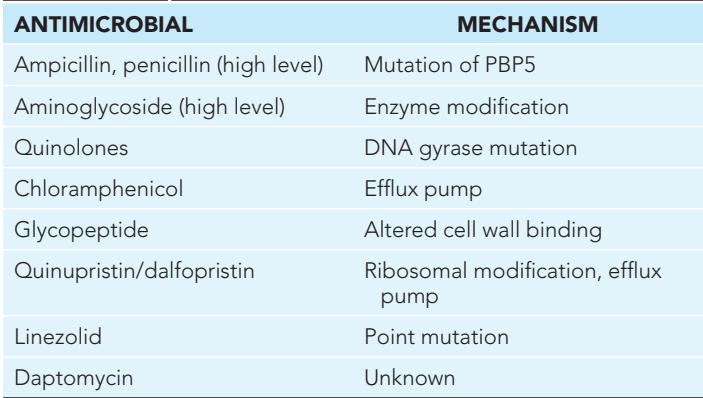 ANTIMICROBIAL MECHANISM
Ampicillin, penicillin (high level) Mutation of PBP5
Aminoglycoside (high level) Enzyme modification
Quinolones DNA gyrase mutation
Chloramphenicol Efflux pump
Glycopeptide Altered cell wall binding
Quinupristin/dalfopristin Ribosomal modification, efflux
pump
Linezolid Point mutation
Daptomycin Unknown